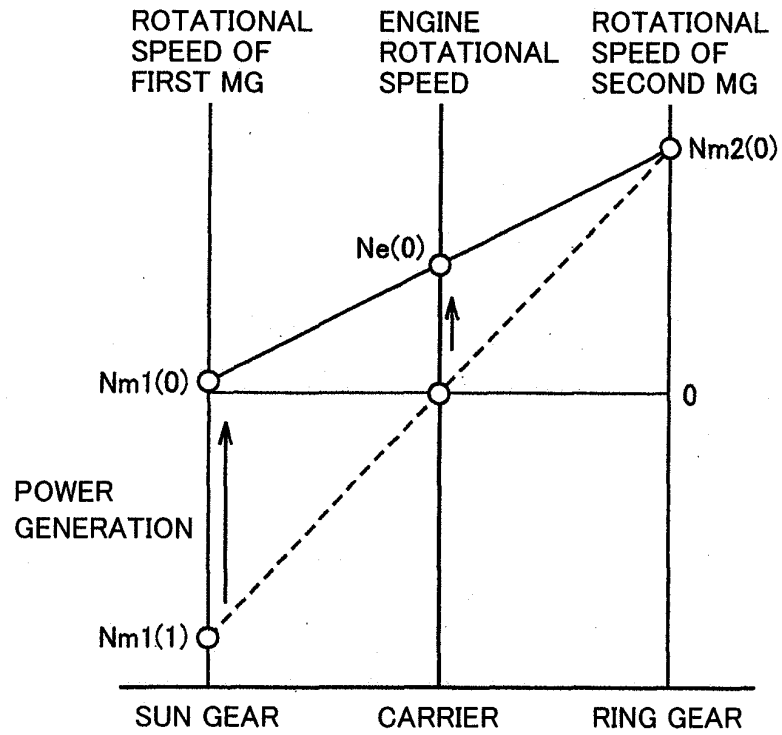 ROTATIONAL
SPEED OF
FIRST MG
ENGINE
ROTATIONAL
SPEED
ROTATIONAL
SPEED OF
SECOND MG
Nm2(0)
Ne(0)
Nm1(0)
0
POWER
GENERATION
Nm1(1)
SUN GEAR
CARRIER
RING GEAR